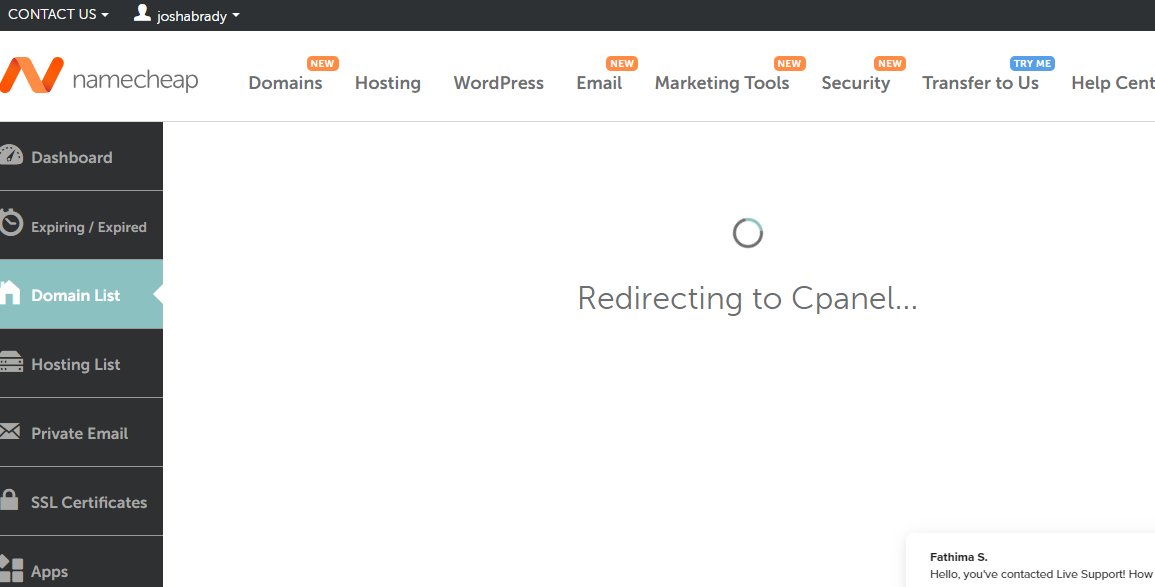 CONTACT US joshabrady
NEW NEW NEW NEW TRY ME
namecheap Domains Hosting WordPress Email Marketing Tools Security Transfer to Us Help Cent
Dashboard
Expiring / Expired
Domain List
Redirecting to Cpanel...
Hosting List
Private Email
SSL Certificates
Apps
Fathima S.
Hello, you've contacted Live Support! How